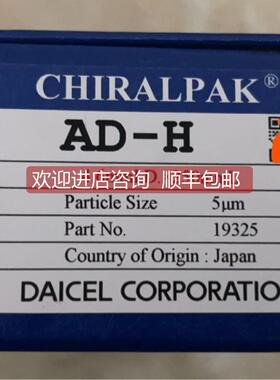 CHIRALPAK®
AD-H
欢迎进店咨询 顺丰包邮
Particle Size 5μm
Part No. 19325
Country of Origin : Japan
DAICEL CORPORATIO